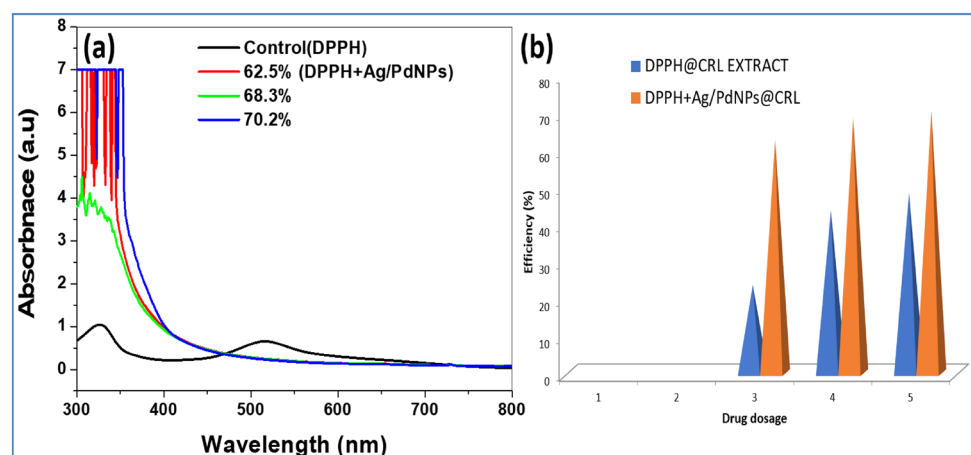 (a)
Control(DPPH)
62.5% (DPPH+Ag/PdNPs)
68.3%
70.2%
8
7
6
5
4
3
2
1
0
Absorbnace (a.u)
300 400 500 600 700 800
Wavelength (nm)
(b)
DPPH@CRL EXTRACT
DPPH+Ag/PdNPs@CRL
80
70
60
50
40
30
20
10
0
Efficiency (%)
1 2 3 4 5
Drug dosage